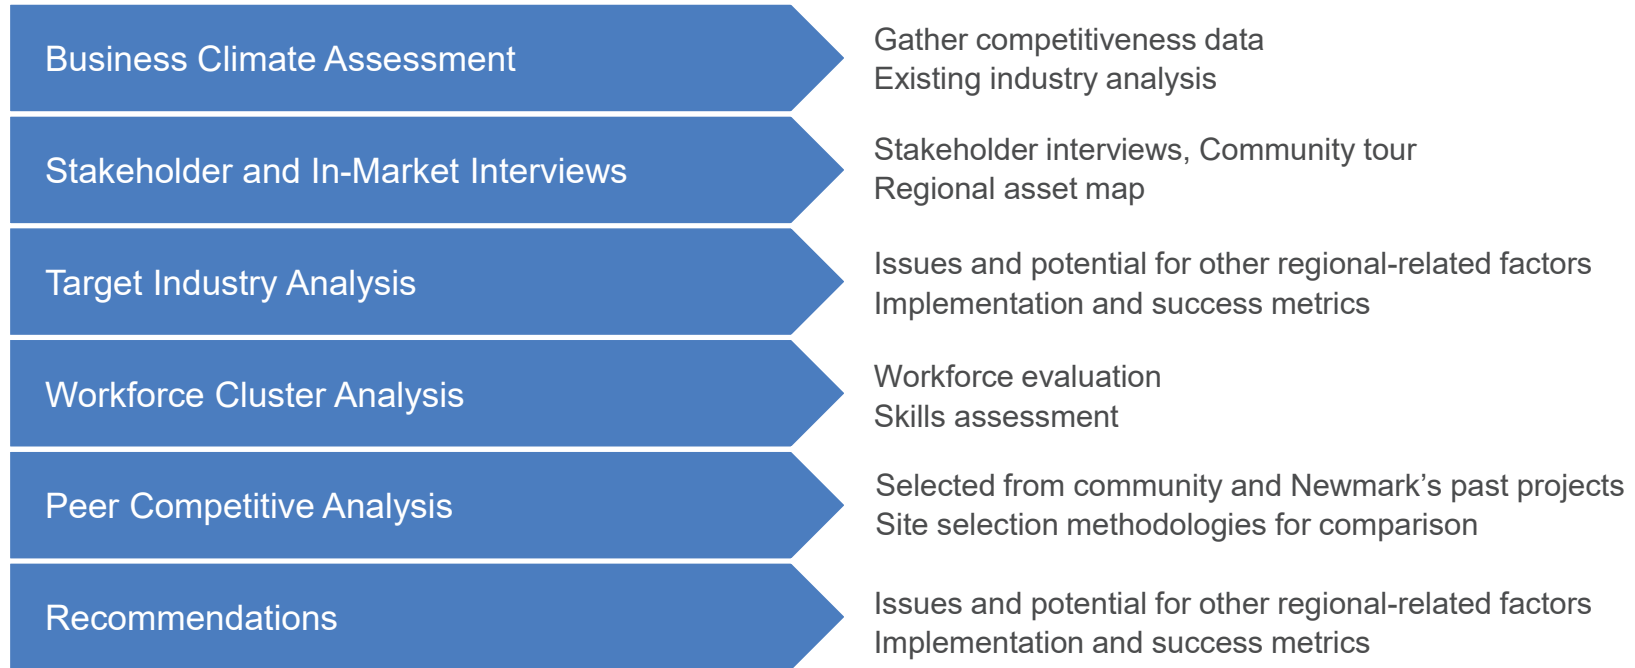 Business Climate Assessment
Gather competitiveness data
Existing industry analysis
Stakeholder and In-Market Interviews
Stakeholder interviews, Community tour
Regional asset map
Target Industry Analysis
Issues and potential for other regional-related factors
Implementation and success metrics
Workforce Cluster Analysis
Workforce evaluation
Skills assessment
Peer Competitive Analysis
Selected from community and Newmark’s past projects
Site selection methodologies for comparison
Recommendations
Issues and potential for other regional-related factors
Implementation and success metrics